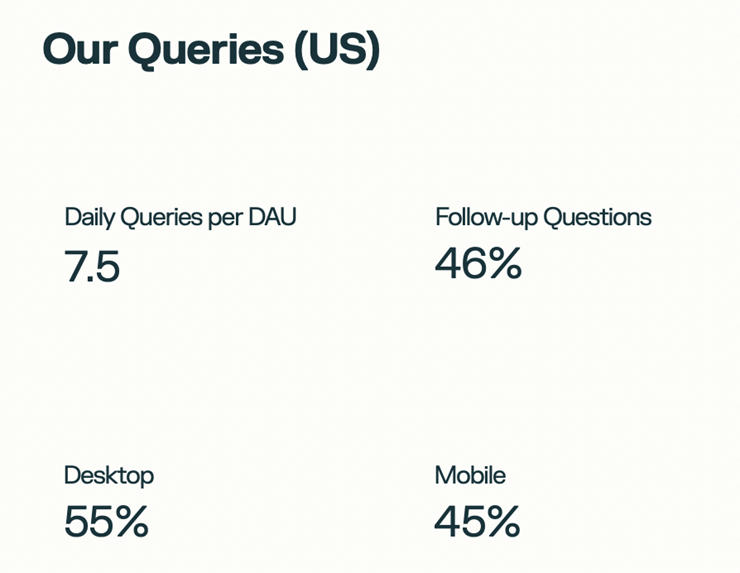 Our Queries (US)
Daily Queries per DAU
7.5
Follow-up Questions
46%
Desktop
55%
Mobile
45%